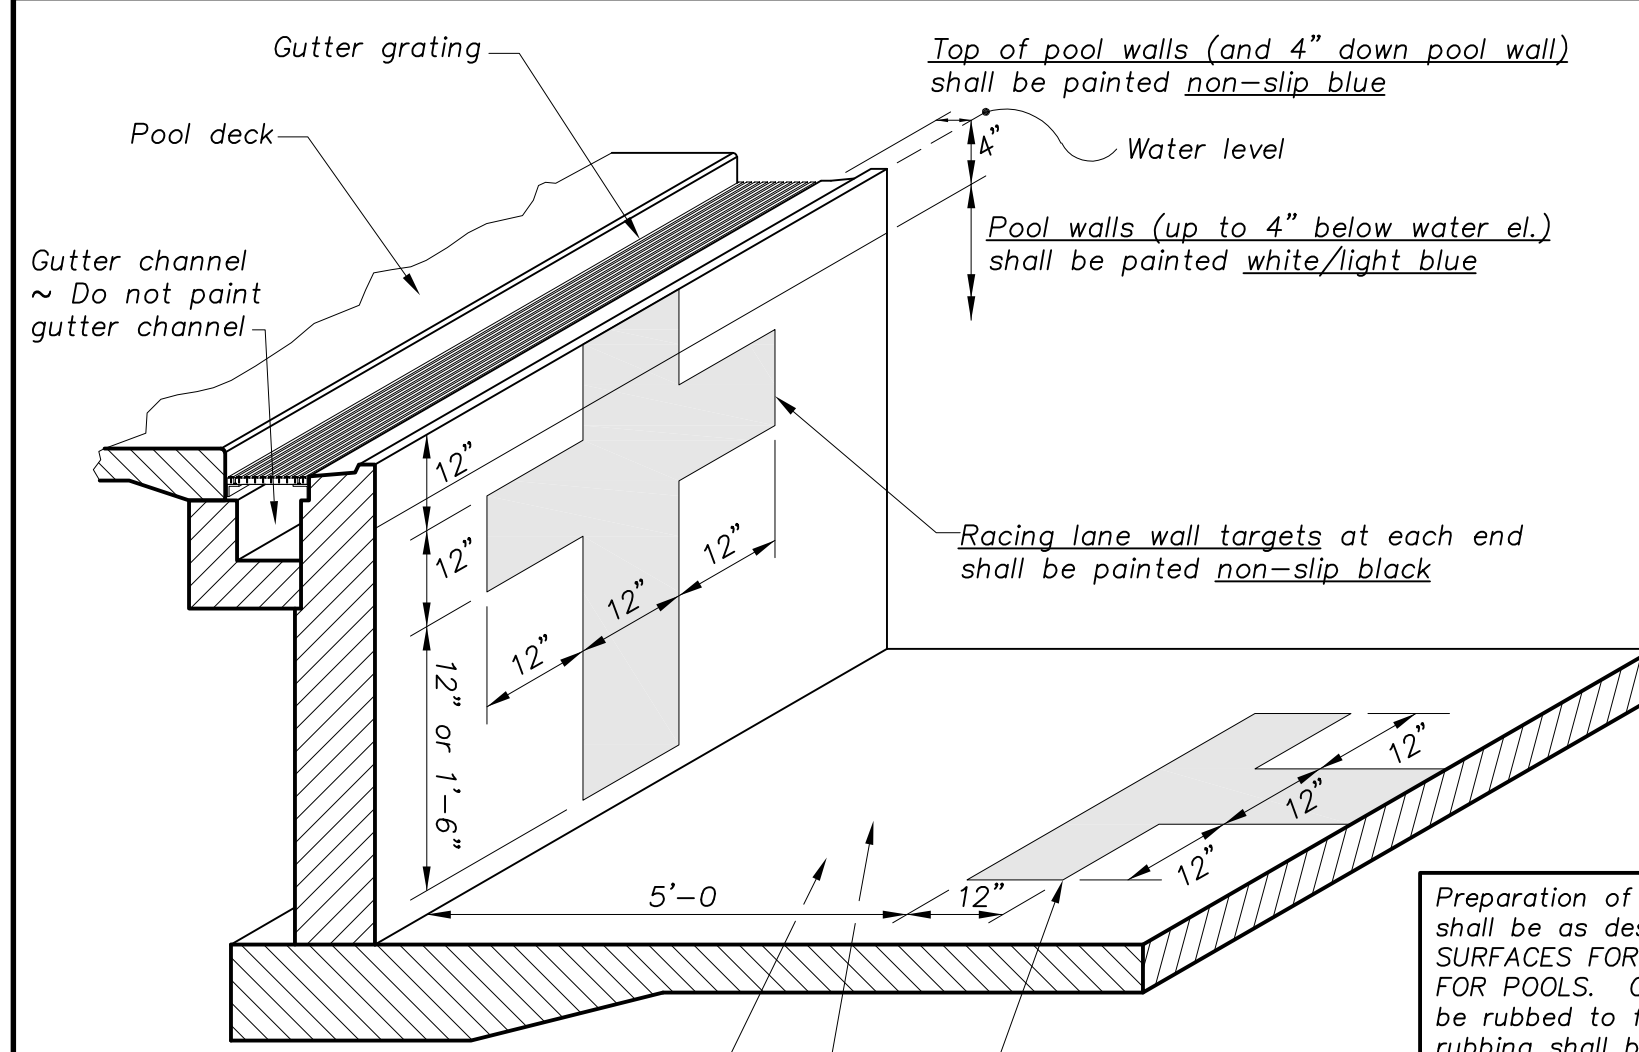 Gutter grating
Top of pool walls (and 4” down pool wall)
shall be painted non-slip blue
Pool deck
4”
Water level
Pool walls (up to 4” below water el.)
shall be painted white/light blue
Gutter channel
~ Do not paint
gutter channel
12”
12”
12”
12”
12”
Racing lane wall targets at each end
shall be painted non-slip black
12” or 1’-6”
12”
12”
12”
5’-0
12”
Preparation of
shall be as des
SURFACES FOR
FOR POOLS.
be rubbed to f
rubbing shall b